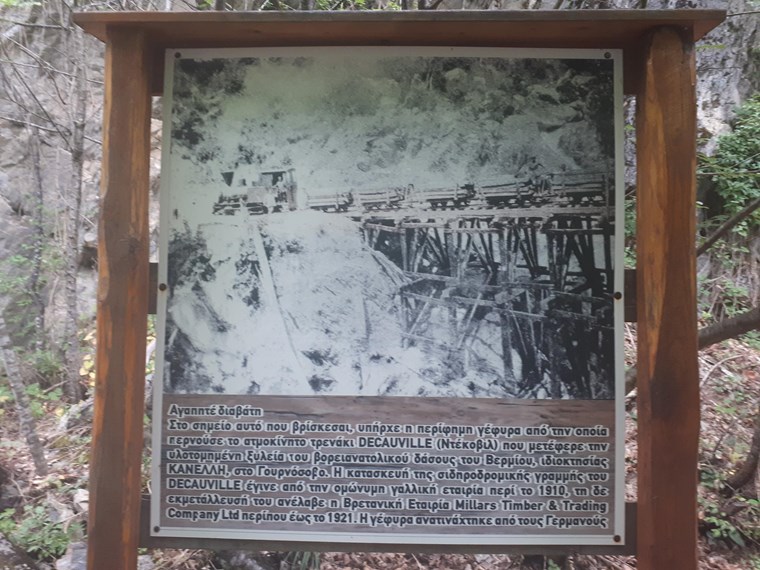 Αγαπητέ διαβάτη
Στο σημείο αυτό που βρίσκεσαι, υπήρχε η περίφημη γέφυρα από την οποία
περνούσε το ατμοκίνητο τρενάκι DECAUVILLE (Ντεκοβίλ) που μετέφερε την
υλοτομημένη ξυλεία του βορειανατολικού δάσους του Βερμίου, ιδιοκτησίας
ΚΑΝΕΛΛΗ, στο Γουρνόσοβο. Η κατασκευή της σιδηροδρομικής γραμμής του
DECAUVILLE έγινε από την ομώνυμη γαλλική εταιρία περί το 1910, τη δε
εκμετάλλευσή του ανέλαβε η Βρετανική Εταιρία Millars Timber & Trading
Company Ltd περίπου έως το 1921. Η γέφυρα ανατινάχτηκε από τους Γερμανούς